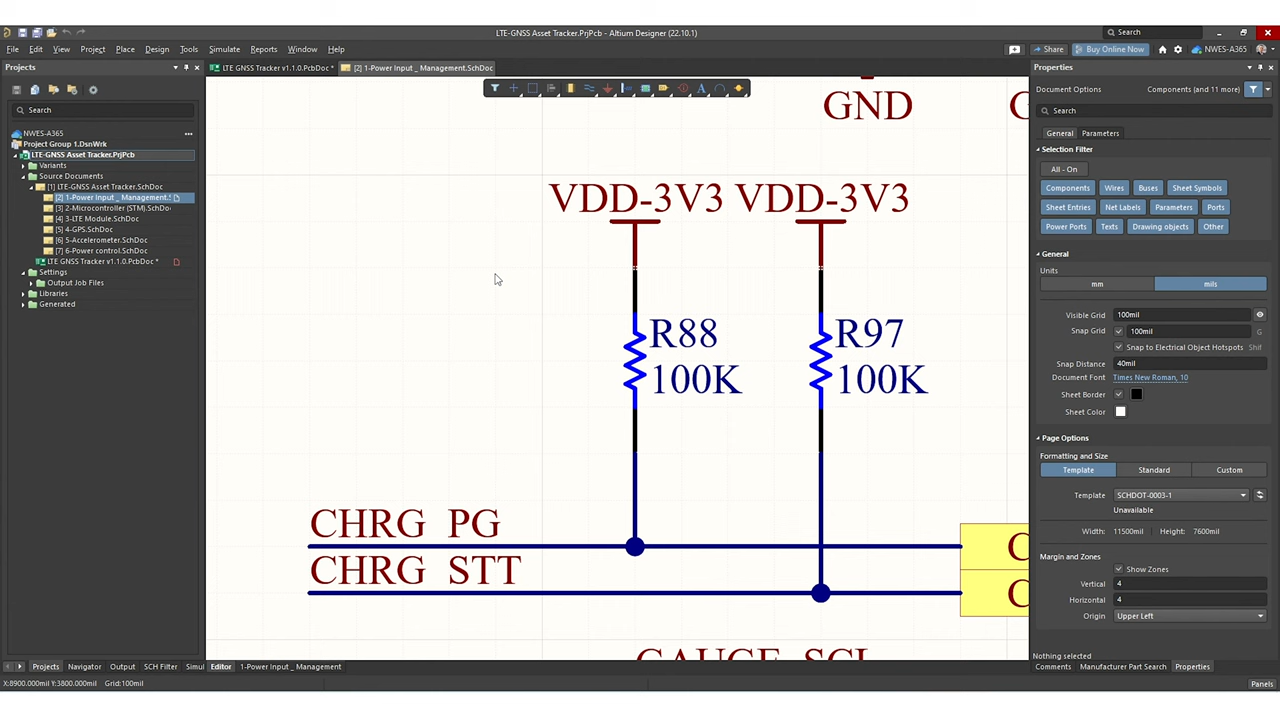 LTE-GNSS Asset Tracker.PrjPcb - Altium Designer (22.10.1)
Search
File Edit View Project Place Design Tools Simulate Reports Window Help
Share Buy Online Now NWES-A365
Projects
LTE GNSS Tracker v1.1.0.PcbDoc * [2] 1-Power Input _ Management.SchDoc
Properties
Document Options Components (and 11 more)
Search
Search
NWES-A365
Project Group 1.DsnWrk
LTE-GNSS Asset Tracker.PrjPcb
Variants
Source Documents
[1] LTE-GNSS Asset Tracker.SchDoc
[2] 1-Power Input _ Management.S
[3] 2-Microcontroller (STM).SchDoc
[4] 3-LTE Module.SchDoc
[5] 4-GPS.SchDoc
[6] 5-Accelerometer.SchDoc
[7] 6-Power control.SchDoc
LTE GNSS Tracker v1.1.0.PcbDoc *
Settings
Output Job Files
Libraries
Generated
GND
VDD-3V3 VDD-3V3
R88
100K
R97
100K
CHRG PG
CHRG STT
C
C
GAUGE SCL
General Parameters
Selection Filter
All - On
Components Wires Buses Sheet Symbols
Sheet Entries Net Labels Parameters Ports
Power Ports Texts Drawing objects Other
General
Units
mm mils
Visible Grid 100mil
Snap Grid 100mil G
Snap to Electrical Object Hotspots Shif
Snap Distance 40mil
Document Font Times New Roman, 10
Sheet Border
Sheet Color
Page Options
Formatting and Size
Template Standard Custom
Template SCHDOT-0003-1
Unavailable
Width: 11500mil Height: 7600mil
Margin and Zones
Show Zones
Vertical 4
Horizontal 4
Origin Upper Left
Nothing selected
Projects Navigator Output SCH Filter Simul Editor 1-Power Input _ Management
Comments Manufacturer Part Search Properties
X:8900.000mil Y:3800.000mil Grid:100mil
Panels